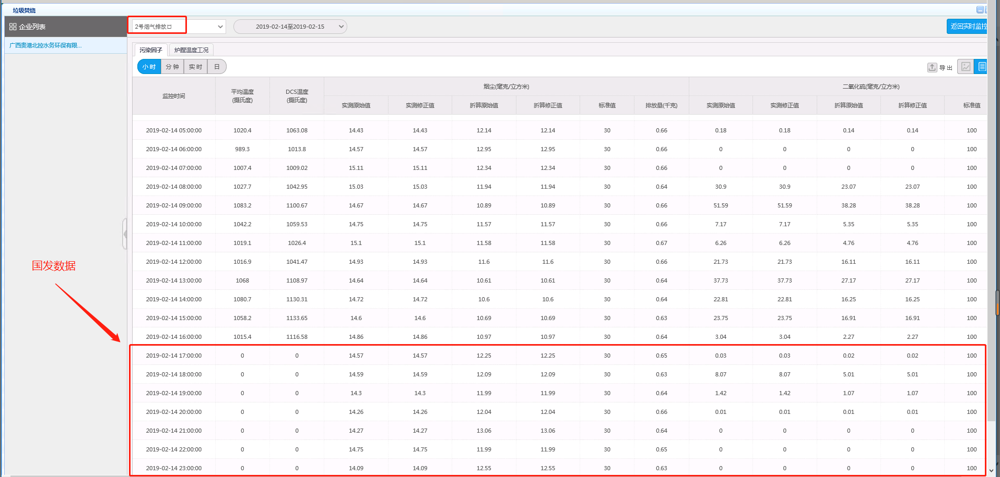 垃圾焚烧
企业列表
广西贵港北控水务环保有限...
2号烟气排放口
2019-02-14至2019-02-15
返回实时监控
污染因子 炉膛温度工况
小时 分钟 实时 日
导出
监控时间 平均温度(摄氏度) DCS温度(摄氏度) 烟尘(毫克/立方米) 二氧化硫(毫克/立方米)
实测原始值 实测修正值 折算原始值 折算修正值 标准值 排放量(千克) 实测原始值 实测修正值 折算原始值 折算修正值 标准值
2019-02-14 05:00:00 1020.4 1063.08 14.43 14.43 12.14 12.14 30 0.66 0.18 0.18 0.14 0.14 100
2019-02-14 06:00:00 989.3 1013.8 14.57 14.57 12.95 12.95 30 0.66 0 0 0 0 100
2019-02-14 07:00:00 1007.4 1009.02 15.11 15.11 12.34 12.34 30 0.66 0 0 0 0 100
2019-02-14 08:00:00 1027.7 1042.95 15.03 15.03 11.94 11.94 30 0.64 30.9 30.9 23.07 23.07 100
2019-02-14 09:00:00 1083.2 1100.67 14.67 14.67 10.89 10.89 30 0.66 51.59 51.59 38.28 38.28 100
2019-02-14 10:00:00 1042.2 1059.53 14.75 14.75 11.57 11.57 30 0.66 7.17 7.17 5.35 5.35 100
2019-02-14 11:00:00 1019.1 1026.4 15.1 15.1 11.58 11.58 30 0.67 6.26 6.26 4.76 4.76 100
2019-02-14 12:00:00 1016.9 1041.47 14.93 14.93 11.6 11.6 30 0.66 21.73 21.73 16.11 16.11 100
国发数据
2019-02-14 13:00:00 1068 1108.97 14.64 14.64 10.61 10.61 30 0.64 37.73 37.73 27.17 27.17 100
2019-02-14 14:00:00 1080.7 1130.31 14.72 14.72 10.6 10.6 30 0.64 22.81 22.81 16.25 16.25 100
2019-02-14 15:00:00 1058.2 1133.65 14.6 14.6 10.69 10.69 30 0.63 23.75 23.75 16.91 16.91 100
2019-02-14 16:00:00 1015.4 1116.58 14.86 14.86 10.97 10.97 30 0.64 3.04 3.04 2.27 2.27 100
2019-02-14 17:00:00 0 0 14.57 14.57 12.25 12.25 30 0.65 0.03 0.03 0.02 0.02 100
2019-02-14 18:00:00 0 0 14.59 14.59 12.09 12.09 30 0.63 8.07 8.07 5.01 5.01 100
2019-02-14 19:00:00 0 0 14.3 14.3 11.99 11.99 30 0.64 1.42 1.42 1.07 1.07 100
2019-02-14 20:00:00 0 0 14.26 14.26 12.04 12.04 30 0.66 0.01 0.01 0.01 0.01 100
2019-02-14 21:00:00 0 0 14.27 14.27 13.06 13.06 30 0.64 0 0 0 0 100
2019-02-14 22:00:00 0 0 14.75 14.75 11.99 11.99 30 0.65 0 0 0 0 100
2019-02-14 23:00:00 0 0 14.09 14.09 12.55 12.55 30 0.63 0 0 0 0 100